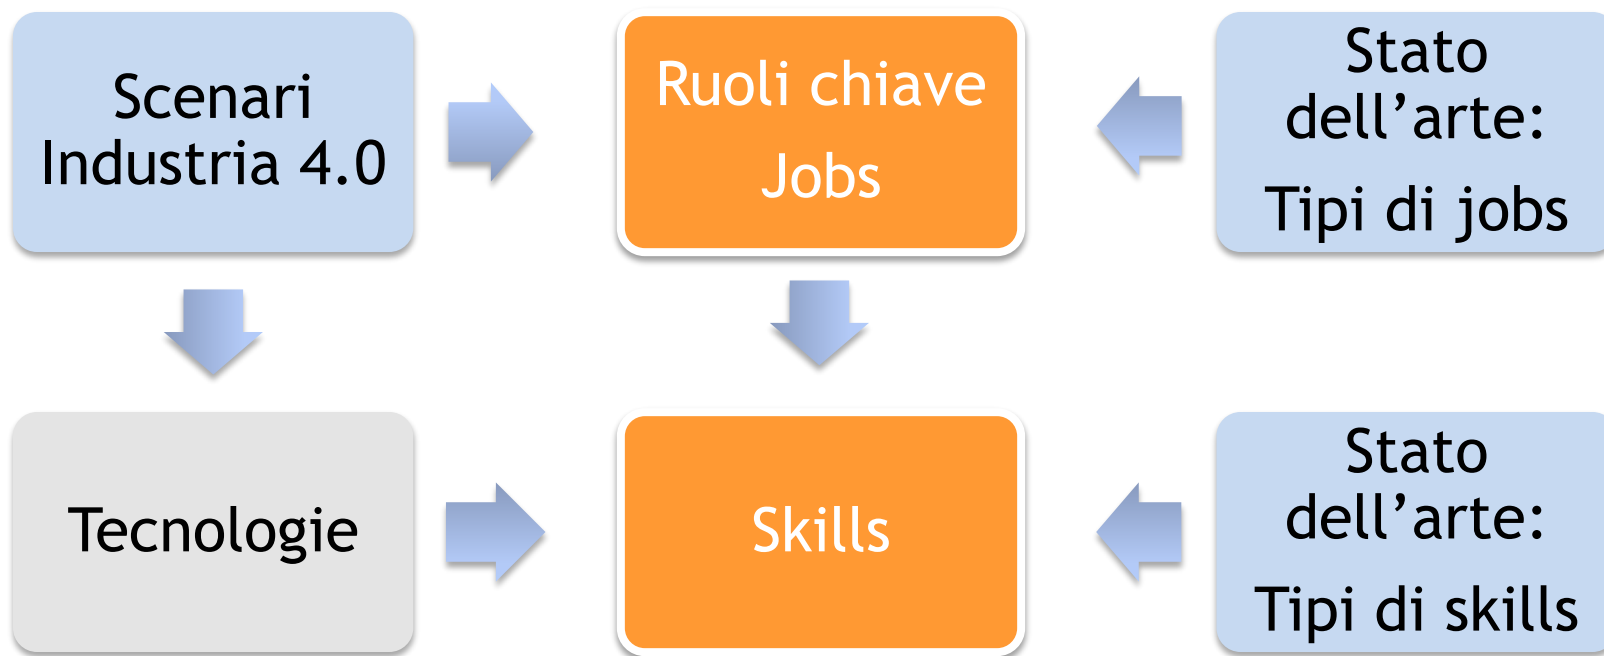 Scenari
Industria 4.0
Ruoli chiave
Jobs
Stato
dell’arte:
Tipi di jobs
Tecnologie
Skills
Stato
dell’arte:
Tipi di skills